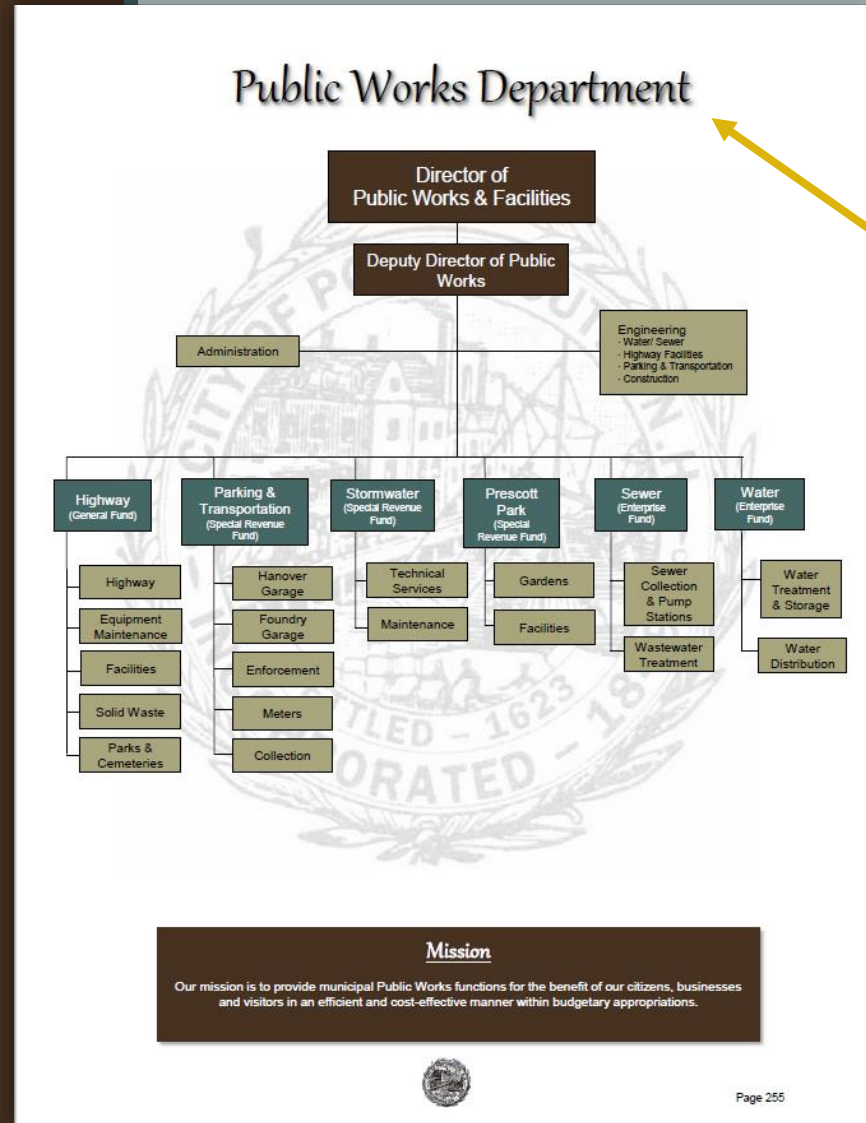 Public Works Department
Director of
Public Works & Facilities
Deputy Director of Public
Works
Administration
Engineering
- Water/ Sewer
- Highway Facilities
- Parking & Transportation
- Construction
Highway
(General Fund)
Parking &
Transportation
(Special Revenue
Fund)
Stormwater
(Special Revenue
Fund)
Prescott
Park
(Special
Revenue Fund)
Sewer
(Enterprise
Fund)
Water
(Enterprise
Fund)
Highway
Equipment
Maintenance
Facilities
Solid Waste
Parks &
Cemeteries
Hanover
Garage
Foundry
Garage
Enforcement
Meters
Collection
Technical
Services
Maintenance
Gardens
Facilities
Sewer
Collection
& Pump
Stations
Wastewater
Treatment
Water
Treatment
& Storage
Water
Distribution
Mission
Our mission is to provide municipal Public Works functions for the benefit of our citizens, businesses
and visitors in an efficient and cost-effective manner within budgetary appropriations.
Page 255